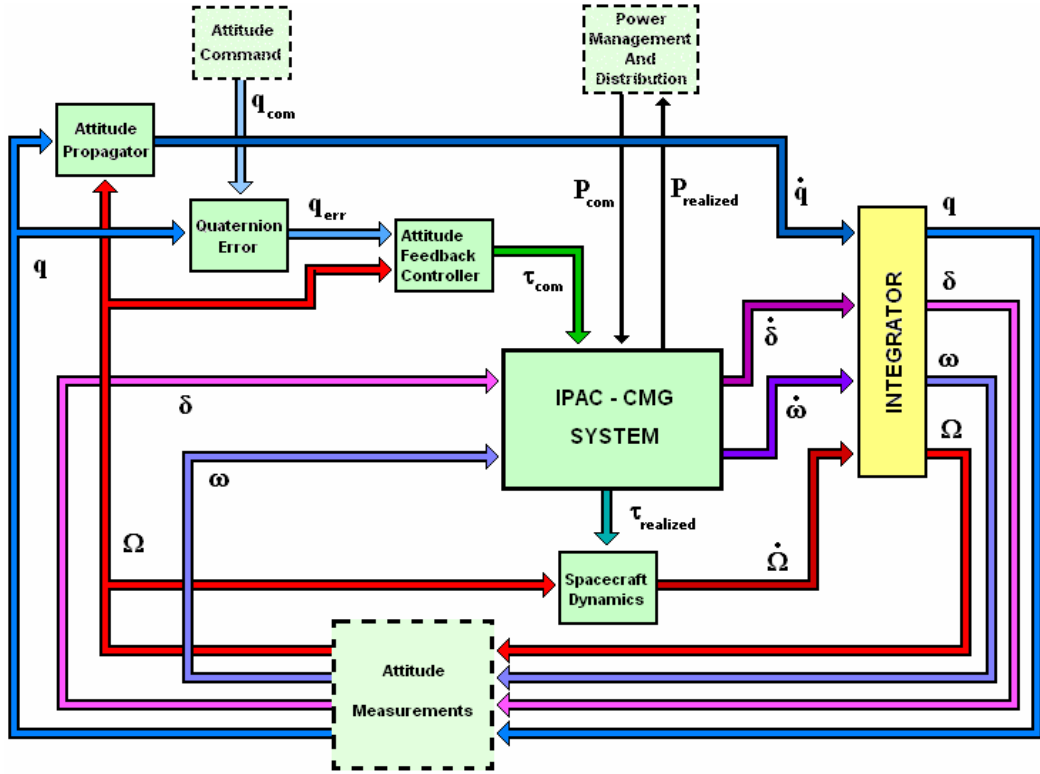 Attitude
Command
Power
Management
And
Distribution
q com
Attitude
Propagator
P com
P realized
q̇
q
Quaternion
Error
q err
Attitude
Feedback
Controller
q
τ com
δ
INTEGRATOR
δ̇
IPAC - CMG
SYSTEM
δ
ω̇
ω
ω
Ω
τ realized
Ω
Ω̇
Spacecraft
Dynamics
Attitude
Measurements